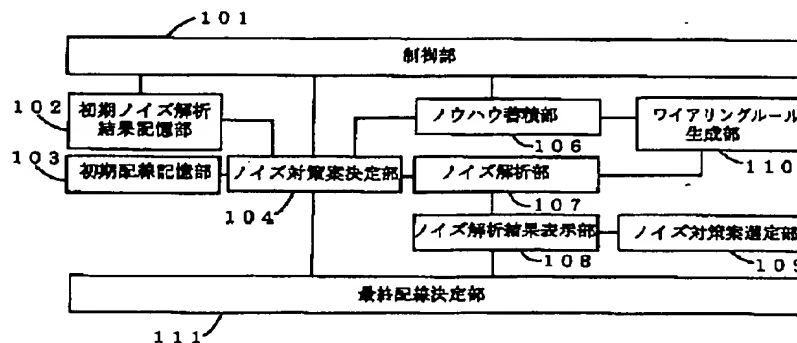 101
制御部
102
初期ノイズ解析
結果記憶部
ノウハウ蓄積部
106
ワイアリングルール
生成部
110
103
初期配線記憶部
ノイズ対策案決定部
104
ノイズ解析部
107
ノイズ解析結果表示部
108
ノイズ対策案選定部
109
最終配線決定部
111